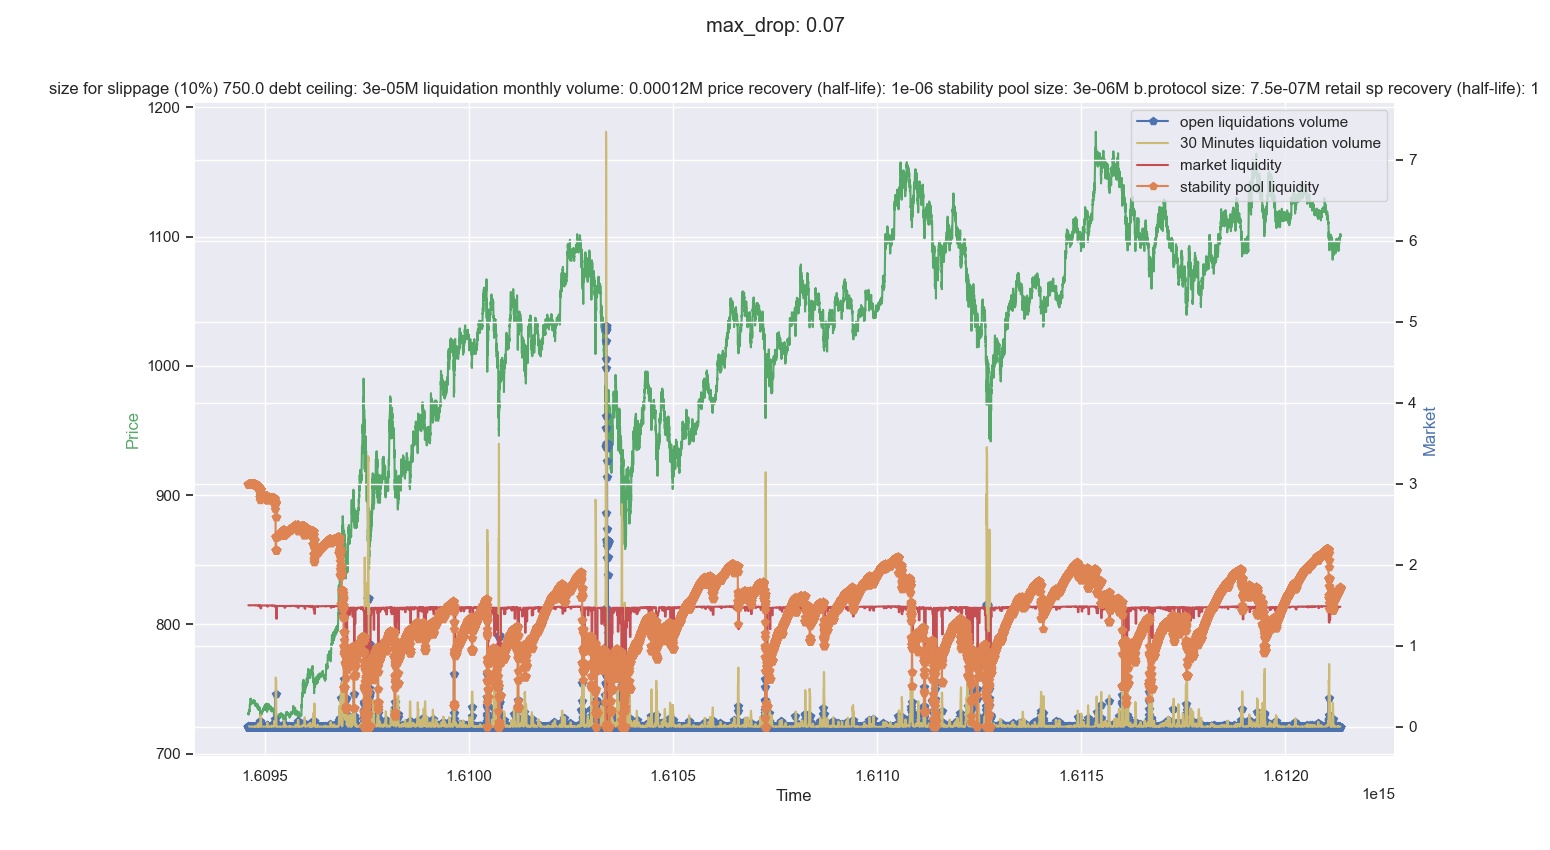 max_drop: 0.07
size for slippage (10%) 750.0 debt ceiling: 3e-05M liquidation monthly volume: 0.00012M price recovery (half-life): 1e-06 stability pool size: 3e-06M b.protocol size: 7.5e-07M retail sp recovery (half-life): 1
open liquidations volume
30 Minutes liquidation volume
market liquidity
stability pool liquidity
1200
1100
1000
900
800
700
Price
7
6
5
4
3
2
1
0
Market
1.6095 1.6100 1.6105 1.6110 1.6115 1.6120
Time
1e15